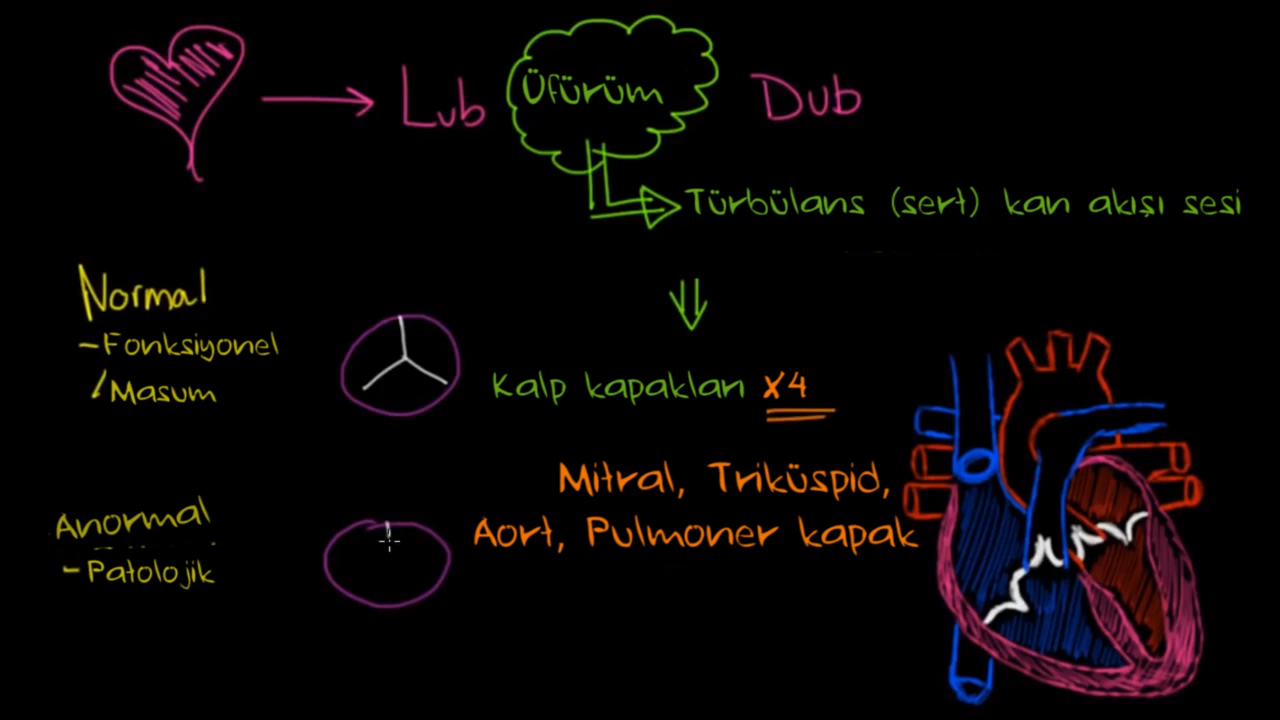 Lub Üfürüm Dub
Türbülans (sert) kan akışı sesi
Normal
-Fonksiyonel
/Masum
Kalp kapakları x4
Mitral, Triküspid,
Aort, Pulmoner kapak
Anormal
-Patolojik